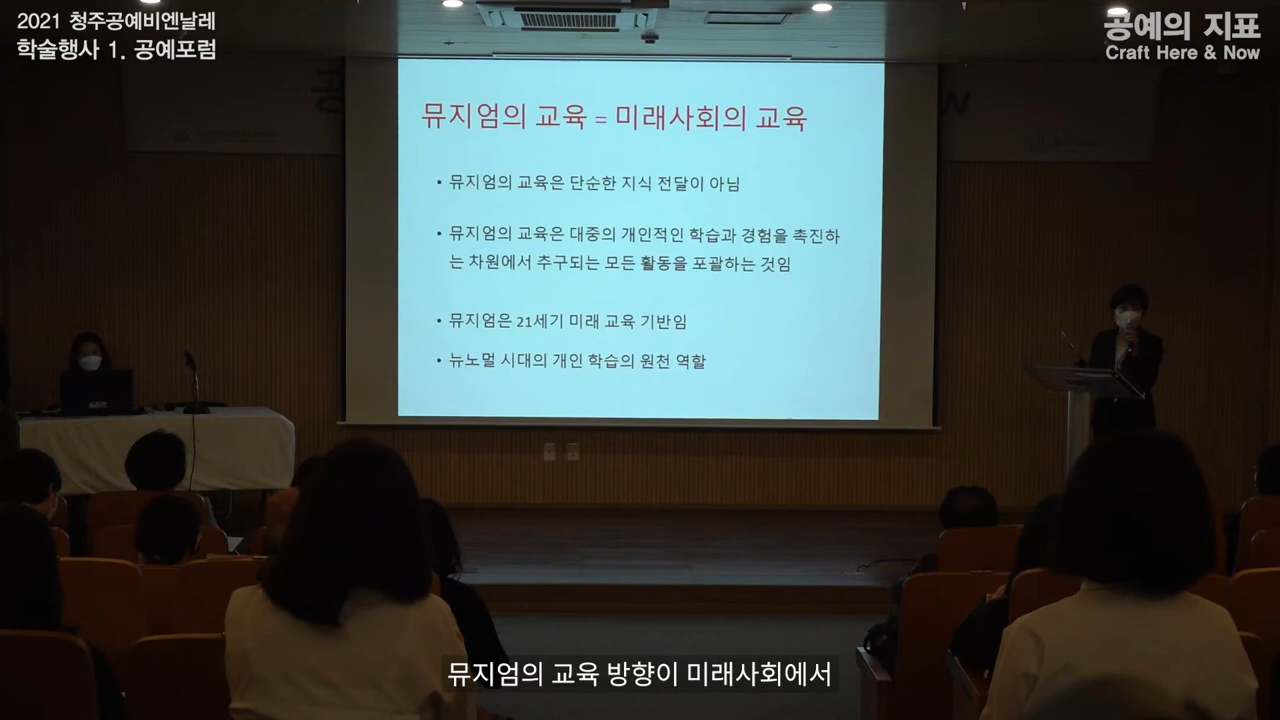 2021 청주공예비엔날레
학술행사 1. 공예포럼
공예의 지표
Craft Here & Now
뮤지엄의 교육 = 미래사회의 교육
• 뮤지엄의 교육은 단순한 지식 전달이 아님
• 뮤지엄의 교육은 대중의 개인적인 학습과 경험을 촉진하
는 차원에서 추구되는 모든 활동을 포괄하는 것임
• 뮤지엄은 21세기 미래 교육 기반임
• 뉴노멀 시대의 개인 학습의 원천 역할
뮤지엄의 교육 방향이 미래사회에서